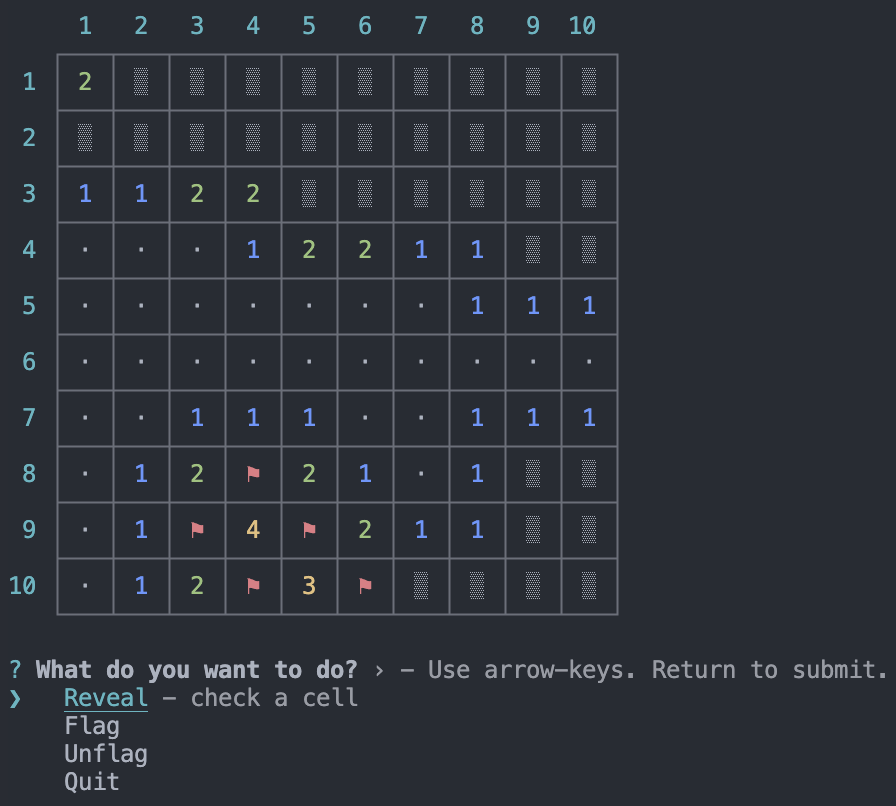 1 2 3 4 5 6 7 8 9 10
1 2 ▒ ▒ ▒ ▒ ▒ ▒ ▒ ▒ ▒
2 ▒ ▒ ▒ ▒ ▒ ▒ ▒ ▒ ▒ ▒
3 1 1 2 2 ▒ ▒ ▒ ▒ ▒ ▒
4 · · · 1 2 2 1 1 ▒ ▒
5 · · · · · · · 1 1 1
6 · · · · · · · · · ·
7 · · 1 1 1 · · 1 1 1
8 · 1 2 ⚑ 2 1 · 1 ▒ ▒
9 · 1 ⚑ 4 ⚑ 2 1 1 ▒ ▒
10 · 1 2 ⚑ 3 ⚑ ▒ ▒ ▒ ▒
? What do you want to do? › – Use arrow-keys. Return to submit.
❯ Reveal – check a cell
Flag
Unflag
Quit